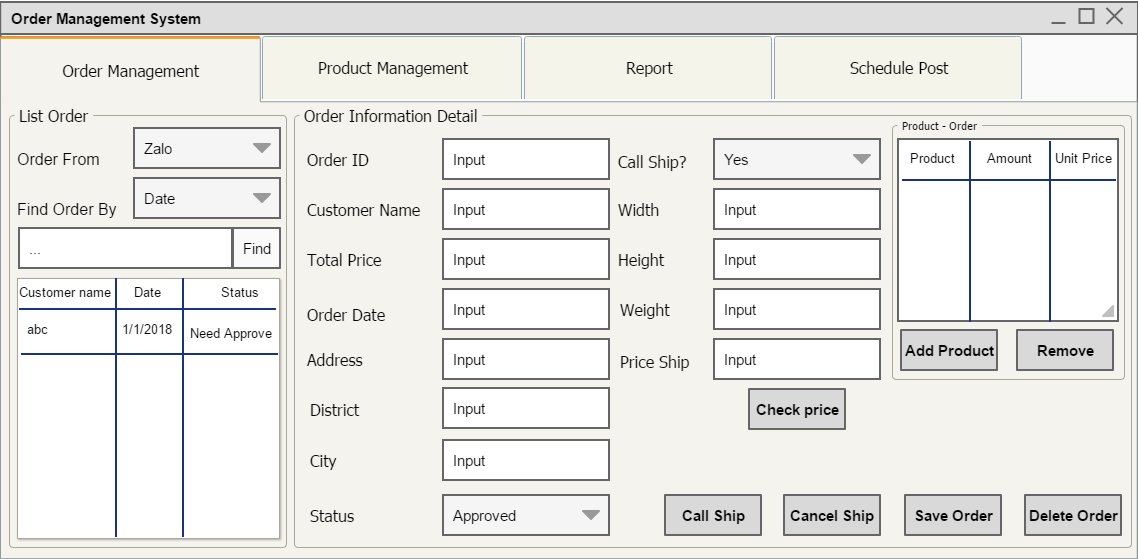 Order Management System
Order Management
Product Management
Report
Schedule Post
List Order
Order From
Zalo
Find Order By
Date
...
Find
Customer name
Date
Status
abc
1/1/2018
Need Approve
Order Information Detail
Order ID
Input
Call Ship?
Yes
Customer Name
Input
Width
Input
Total Price
Input
Height
Input
Order Date
Input
Weight
Input
Address
Input
Price Ship
Input
District
Input
Check price
City
Input
Status
Approved
Call Ship
Cancel Ship
Save Order
Delete Order
Product - Order
Product
Amount
Unit Price
Add Product
Remove